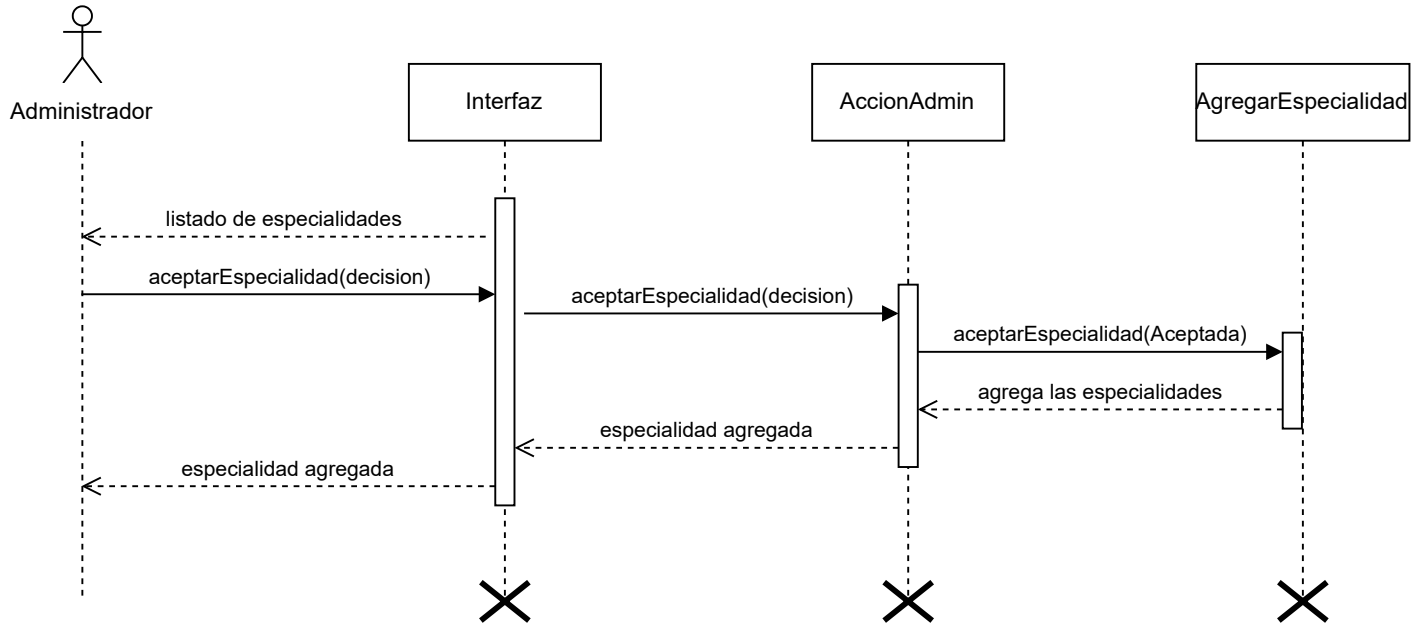 Administrador
Interfaz
AccionAdmin
AgregarEspecialidad
listado de especialidades
aceptarEspecialidad(decision)
aceptarEspecialidad(decision)
aceptarEspecialidad(Aceptada)
agrega las especialidades
especialidad agregada
especialidad agregada